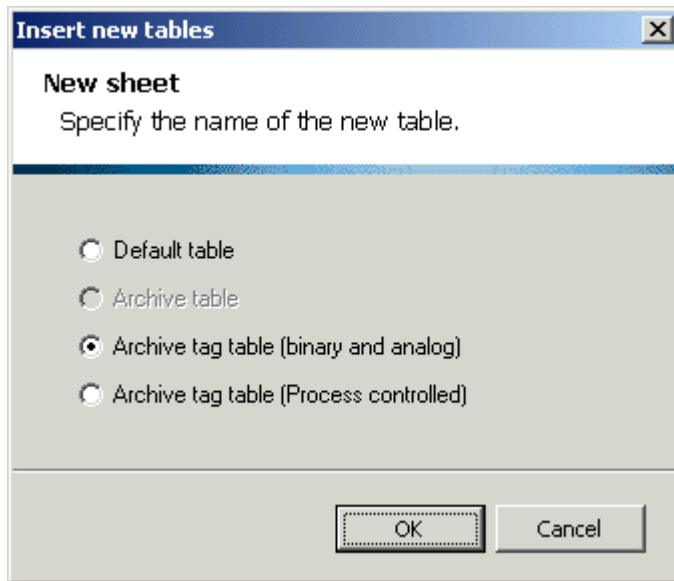 Insert new tables
New sheet
Specify the name of the new table.
Default table
Archive table
Archive tag table (binary and analog)
Archive tag table (Process controlled)
OK
Cancel